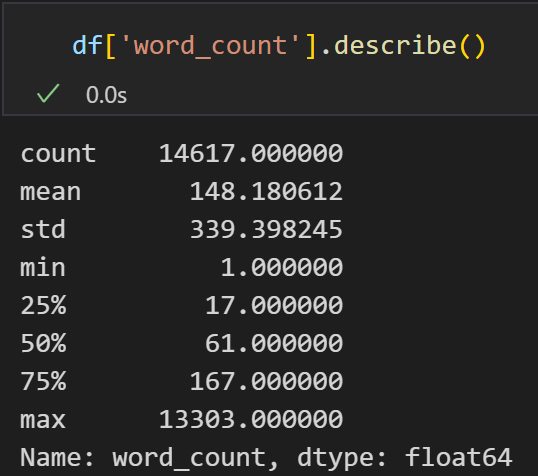 df['word_count'].describe()
✓ 0.0s
count 14617.000000
mean 148.180612
std 339.398245
min 1.000000
25% 17.000000
50% 61.000000
75% 167.000000
max 13303.000000
Name: word_count, dtype: float64